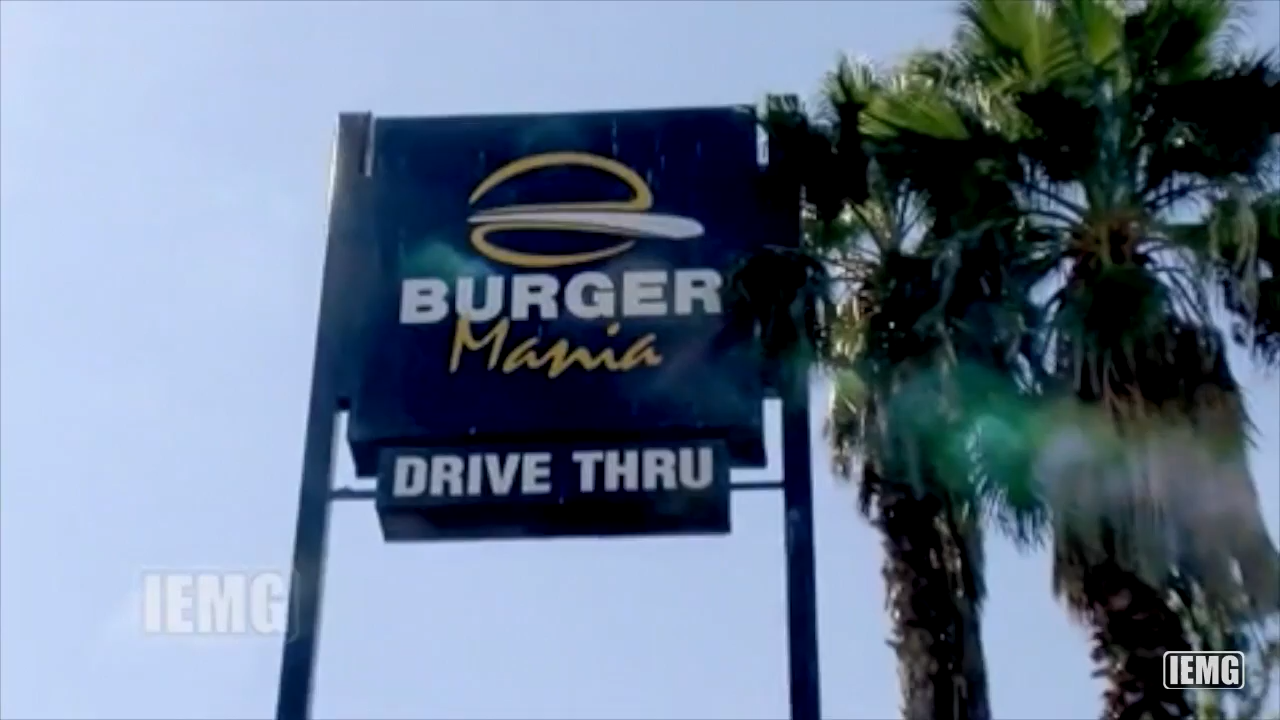 BURGER
Mania
DRIVE THRU
IEMG
IEMG